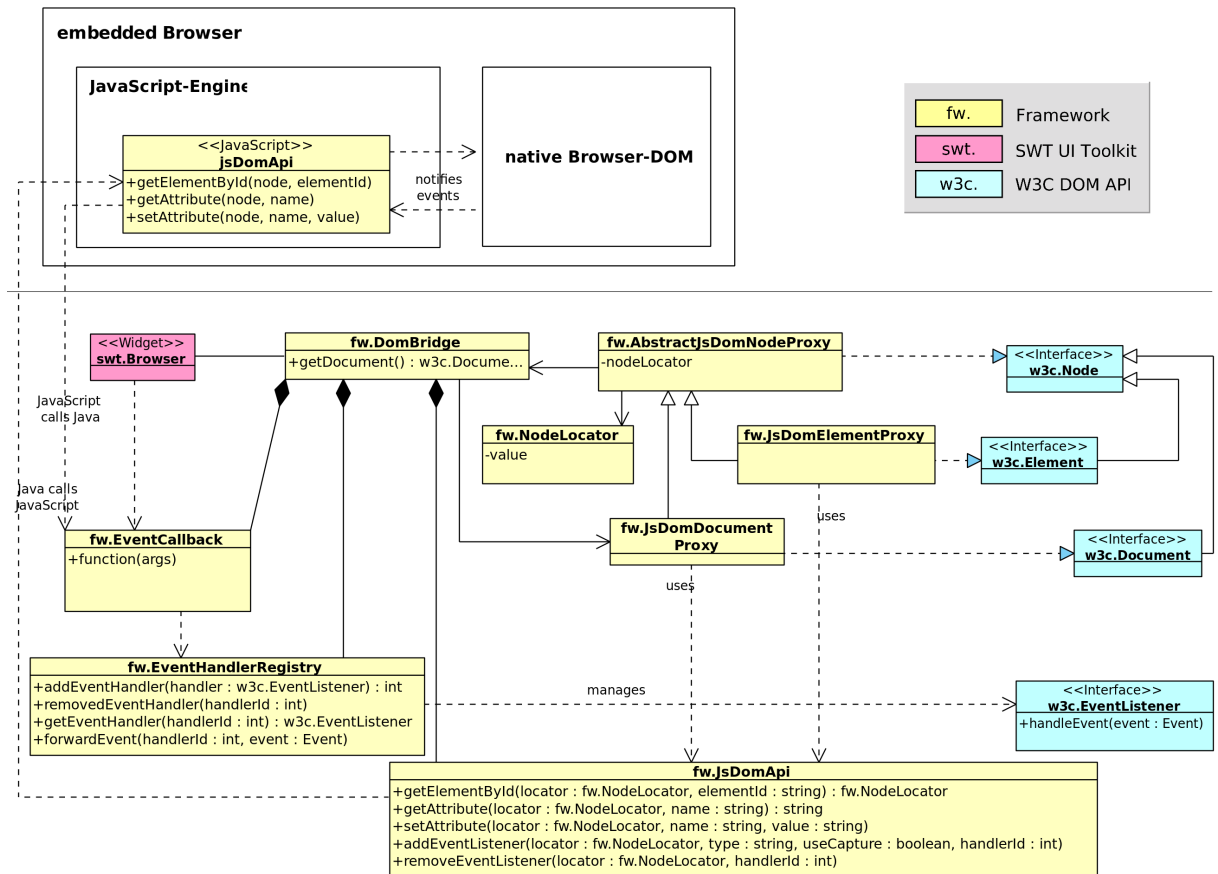 embedded Browser
JavaScript-Engine
<<JavaScript>>
jsDomApi
+getElementById(node, elementId)
+getAttribute(node, name)
+setAttribute(node, name, value)
notifies
events
native Browser-DOM
fw.
Framework
swt.
SWT UI Toolkit
w3c.
W3C DOM API
<<Widget>>
swt.Browser
fw.DomBridge
+getDocument() : w3c.Docume...
fw.AbstractJsDomNodeProxy
-nodeLocator
<<Interface>>
w3c.Node
JavaScript
calls Java
fw.NodeLocator
-value
fw.JsDomElementProxy
<<Interface>>
w3c.Element
Java calls
JavaScript
fw.EventCallback
+function(args)
fw.JsDomDocument
Proxy
uses
uses
<<Interface>>
w3c.Document
fw.EventHandlerRegistry
+addEventHandler(handler : w3c.EventListener) : int
+removedEventHandler(handlerId : int)
+getEventHandler(handlerId : int) : w3c.EventListener
+forwardEvent(handlerId : int, event : Event)
manages
<<Interface>>
w3c.EventListener
+handleEvent(event : Event)
fw.JsDomApi
+getElementById(locator : fw.NodeLocator, elementId : string) : fw.NodeLocator
+getAttribute(locator : fw.NodeLocator, name : string) : string
+setAttribute(locator : fw.NodeLocator, name : string, value : string)
+addEventListener(locator : fw.NodeLocator, type : string, useCapture : boolean, handlerId : int)
+removeEventListener(locator : fw.NodeLocator, handlerId : int)